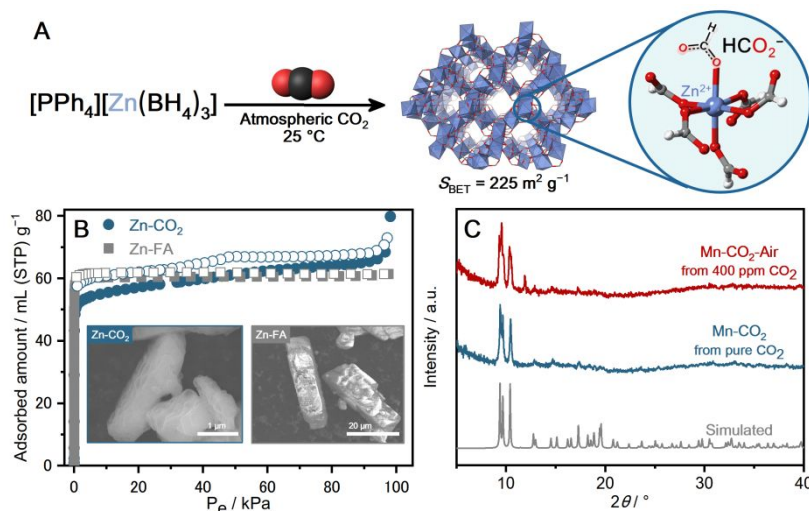 A
[PPh₄][Zn(BH₄)₃]
Atmospheric CO₂
25 °C
S_BET = 225 m² g⁻¹
H
C
O
O
HCO₂⁻
Zn²⁺
B
Zn-CO₂
Zn-FA
Adsorbed amount / mL (STP) g⁻¹
80
60
40
20
0
Zn-CO₂
1 μm
Zn-FA
20 μm
0 20 40 60 80 100
Pₑ / kPa
C
Mn-CO₂-Air
from 400 ppm CO₂
Mn-CO₂
from pure CO₂
Simulated
Intensity / a.u.
10 20 30 40
2θ / °